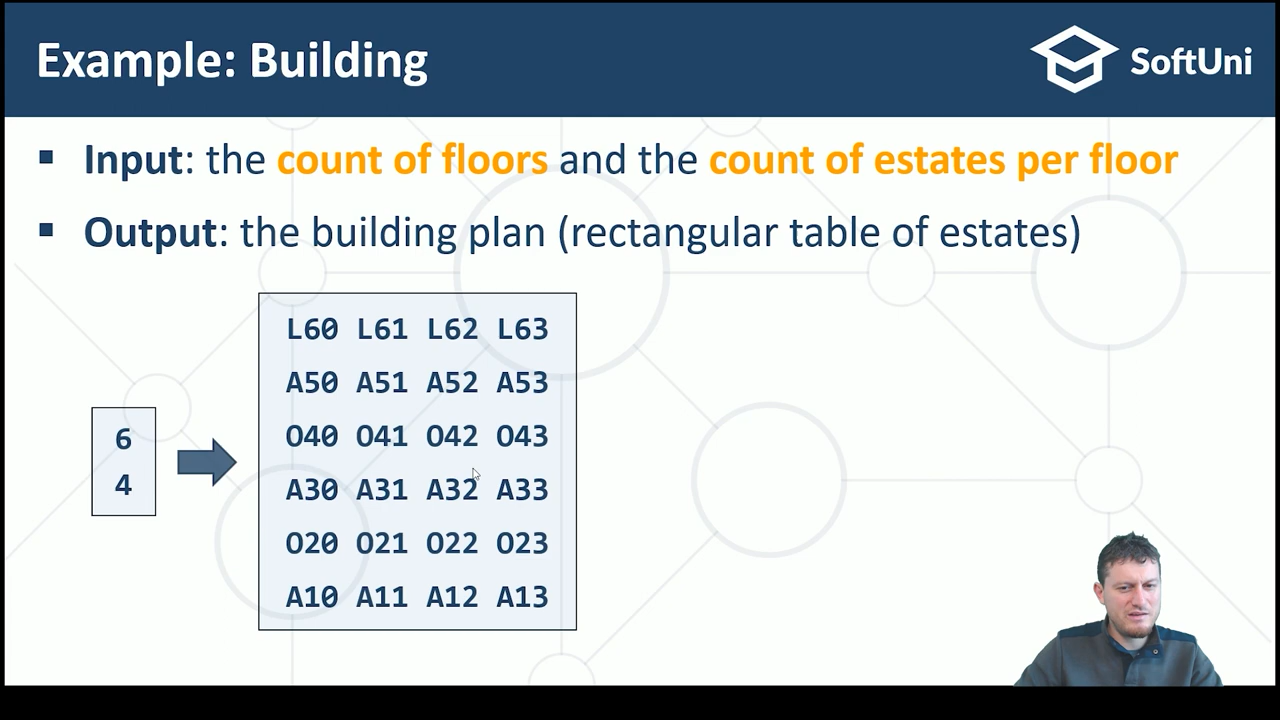 Example: Building
SoftUni
▪ Input: the count of floors and the count of estates per floor
▪ Output: the building plan (rectangular table of estates)
6
4
L60 L61 L62 L63
A50 A51 A52 A53
O40 O41 O42 O43
A30 A31 A32 A33
O20 O21 O22 O23
A10 A11 A12 A13